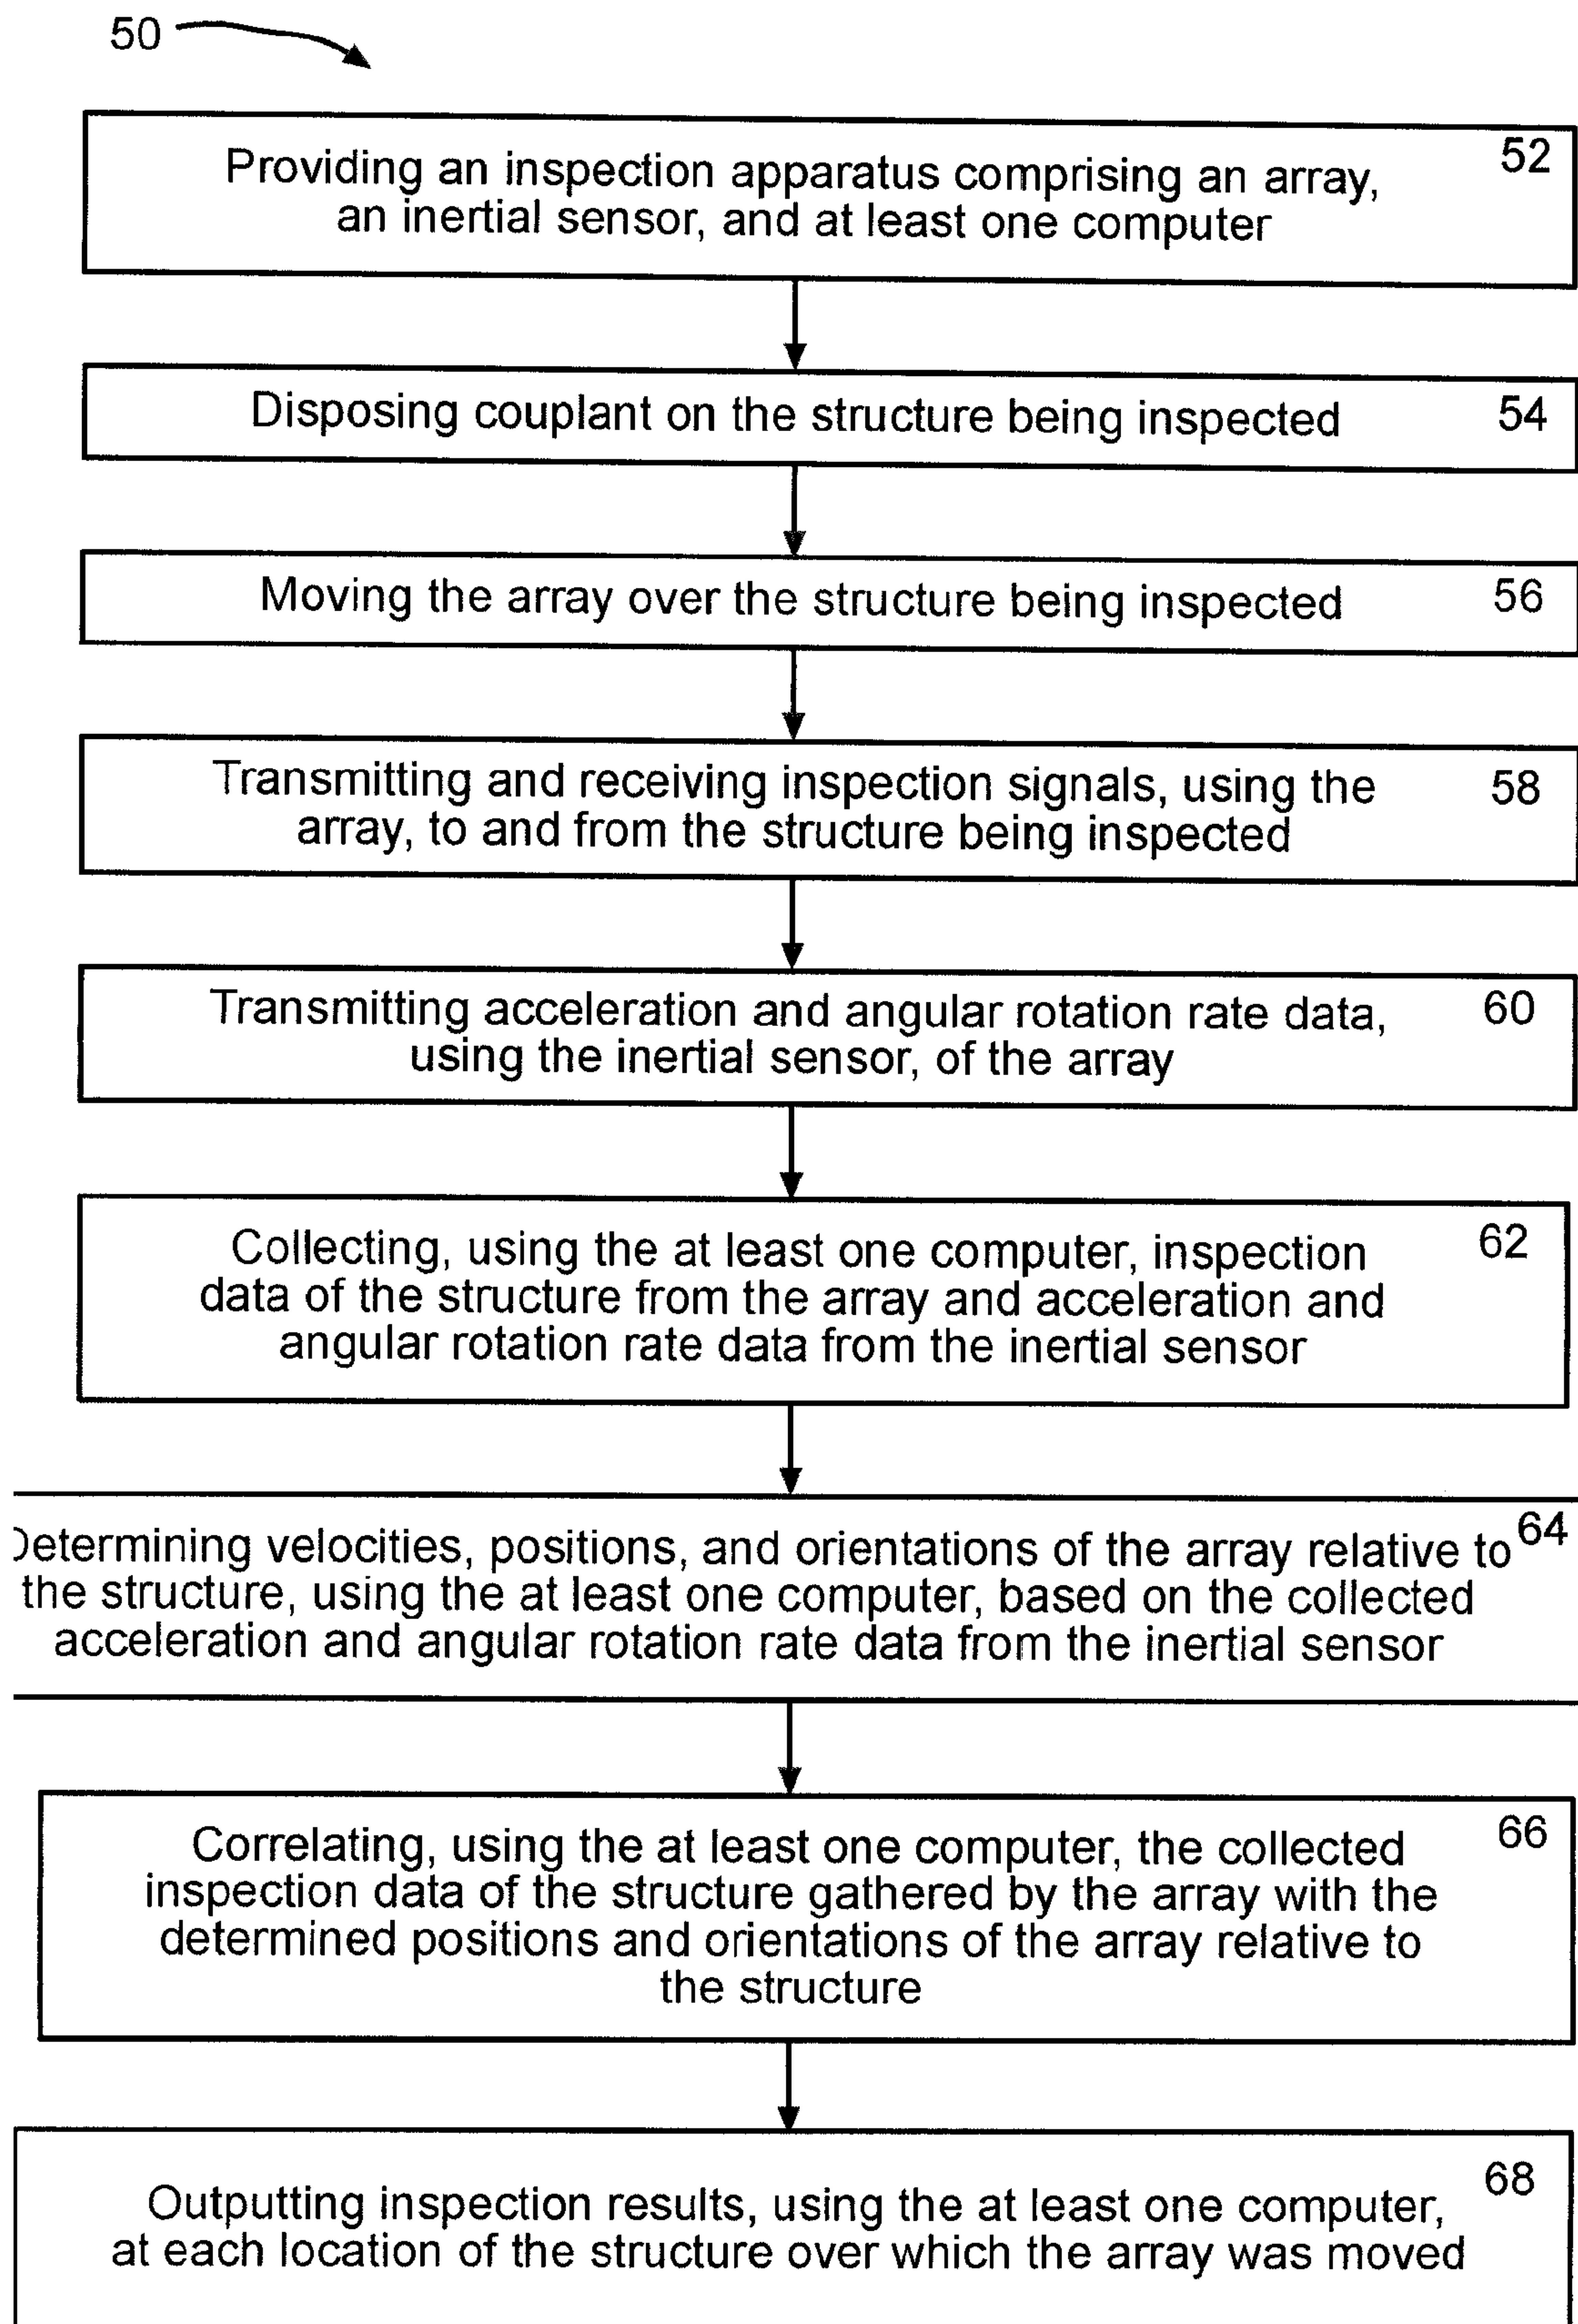 50
52
Providing an inspection apparatus comprising an array,
an inertial sensor, and at least one computer
Disposing couplant on the structure being inspected 54
Moving the array over the structure being inspected 56
Transmitting and receiving inspection signals, using the 58
array, to and from the structure being inspected
Transmitting acceleration and angular rotation rate data, 60
using the inertial sensor, of the array
Collecting, using the at least one computer, inspection 62
data of the structure from the array and acceleration and
angular rotation rate data from the inertial sensor
Determining velocities, positions, and orientations of the array relative to 64
the structure, using the at least one computer, based on the collected
acceleration and angular rotation rate data from the inertial sensor
Correlating, using the at least one computer, the collected 66
inspection data of the structure gathered by the array with the
determined positions and orientations of the array relative to
the structure
68
Outputting inspection results, using the at least one computer,
at each location of the structure over which the array was moved